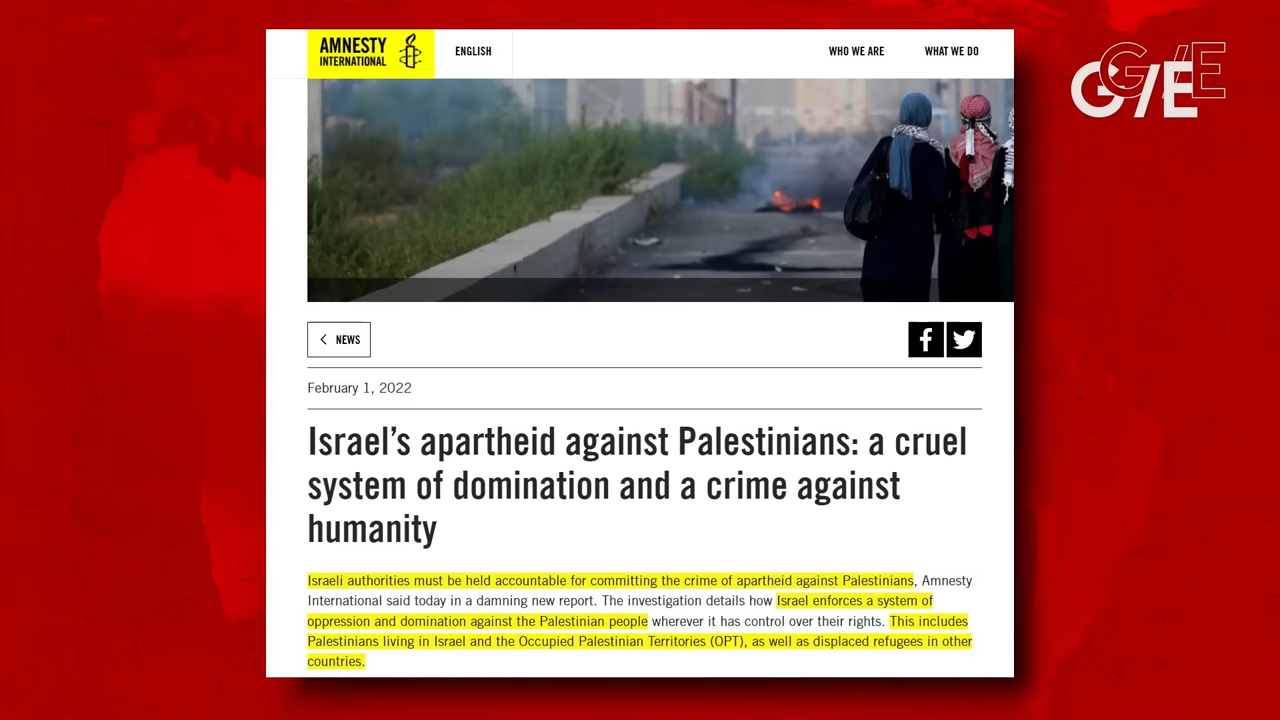 AMNESTY
INTERNATIONAL
ENGLISH
WHO WE ARE
WHAT WE DO
G/E
G/E
NEWS
February 1, 2022
Israel’s apartheid against Palestinians: a cruel
system of domination and a crime against
humanity
Israeli authorities must be held accountable for committing the crime of apartheid against Palestinians, Amnesty
International said today in a damning new report. The investigation details how Israel enforces a system of
oppression and domination against the Palestinian people wherever it has control over their rights. This includes
Palestinians living in Israel and the Occupied Palestinian Territories (OPT), as well as displaced refugees in other
countries.